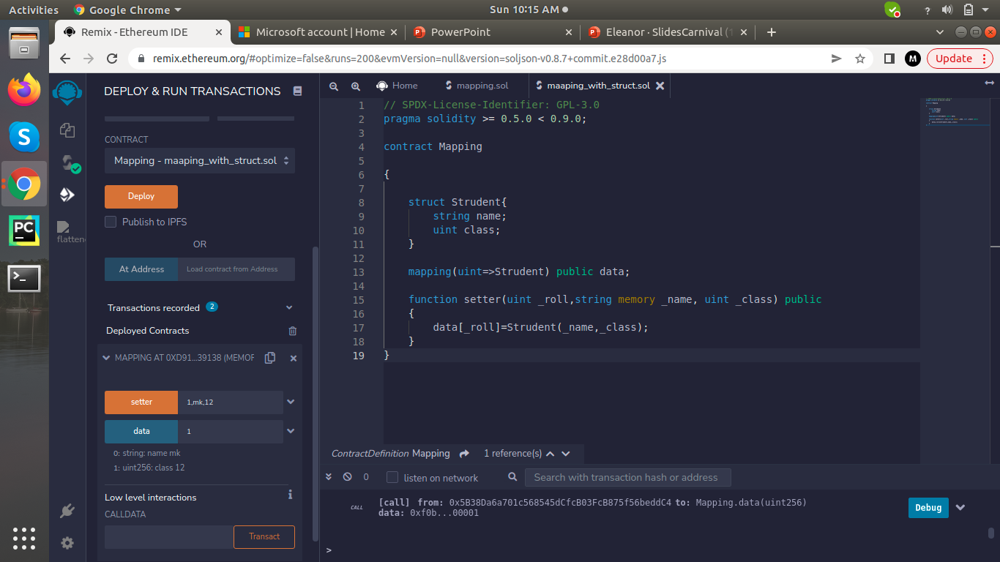 Activities
Google Chrome
Sun 10:15 AM
Remix - Ethereum IDE
Microsoft account | Home
PowerPoint
Eleanor · SlidesCarnival (1
remix.ethereum.org/#optimize=false&runs=200&evmVersion=null&version=soljson-v0.8.7+commit.e28d00a7.js
M
Update
DEPLOY & RUN TRANSACTIONS
CONTRACT
Mapping - maaping_with_struct.sol
Deploy
Publish to IPFS
flatten
OR
At Address
Load contract from Address
Transactions recorded 2
Deployed Contracts
MAPPING AT 0XD91...39138 (MEMOR
setter 1,mk,12
data 1
0: string: name mk
1: uint256: class 12
Low level interactions
i
CALLDATA
Transact
Home
mapping.sol
maaping_with_struct.sol
1 // SPDX-License-Identifier: GPL-3.0
2 pragma solidity >= 0.5.0 < 0.9.0;
3
4 contract Mapping
5
6 {
7
8 struct Strudent{
9 string name;
10 uint class;
11 }
12
13 mapping(uint=>Strudent) public data;
14
15 function setter(uint _roll,string memory _name, uint _class) public
16 {
17 data[_roll]=Strudent(_name,_class);
18 }
19 }
ContractDefinition Mapping
1 reference(s)
0
listen on network
Search with transaction hash or address
CALL
[call] from: 0x5B38Da6a701c568545dCfcB03FcB875f56beddC4 to: Mapping.data(uint256)
data: 0xf0b...00001
Debug
>
PC
>_